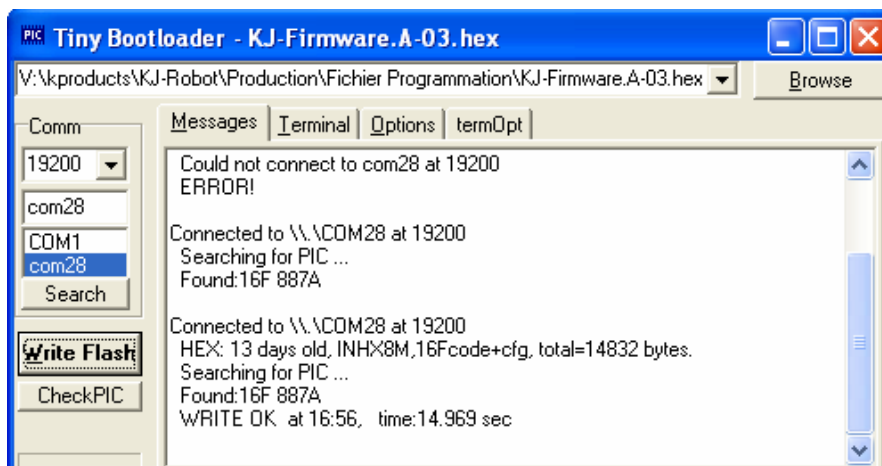 PIC Tiny Bootloader - KJ-Firmware.A-03.hex
V:\kproducts\KJ-Robot\Production\Fichier Programmation\KJ-Firmware.A-03.hex Browse
Comm
19200
com28
COM1
com28
Search
Write Flash
CheckPIC
Messages Terminal Options termOpt
Could not connect to com28 at 19200
ERROR!
Connected to \\.\COM28 at 19200
Searching for PIC ...
Found:16F 887A
Connected to \\.\COM28 at 19200
HEX: 13 days old, INHX8M,16Fcode+cfg, total=14832 bytes.
Searching for PIC ...
Found:16F 887A
WRITE OK at 16:56, time:14.969 sec